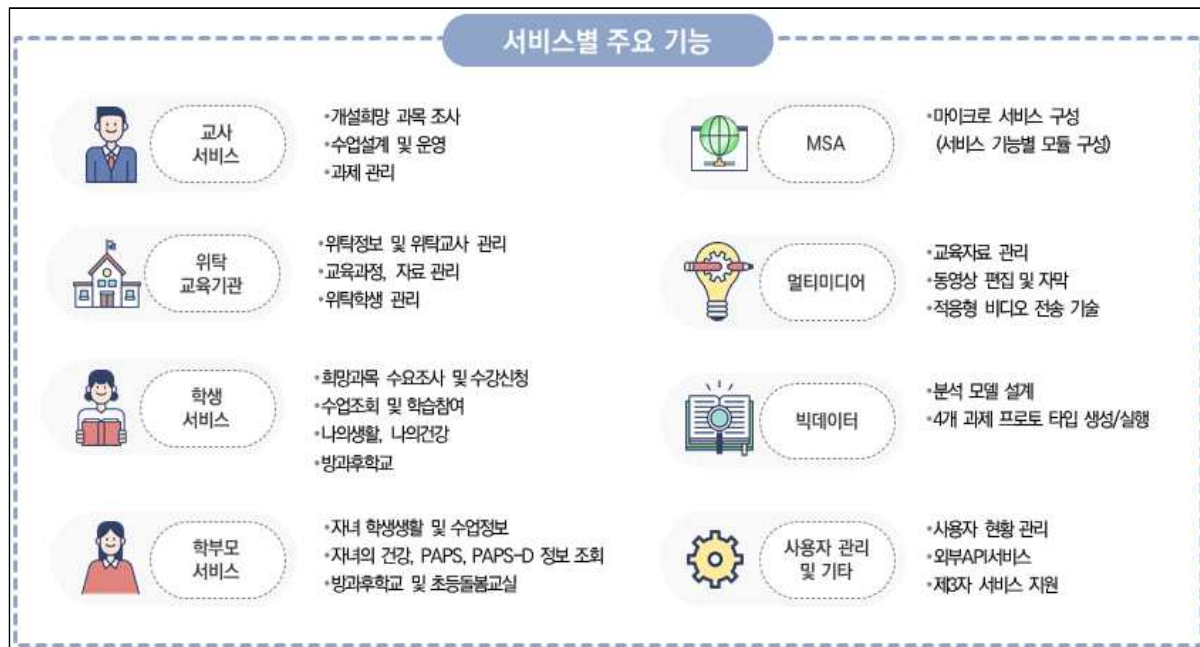 서비스별 주요 기능
교사
서비스
•개설희망 과목 조사
•수업설계 및 운영
•과제 관리
위탁
교육기관
•위탁정보 및 위탁교사 관리
•교육과정, 자료 관리
•위탁학생 관리
학생
서비스
•희망과목 수요조사 및 수강신청
•수업조회 및 학습참여
•나의생활, 나의건강
•방과후학교
학부모
서비스
•자녀 학생생활 및 수업정보
•자녀의 건강, PAPS, PAPS-D 정보 조회
•방과후학교 및 초등돌봄교실
MSA
•마이크로 서비스 구성
(서비스 기능별 모듈 구성)
멀티미디어
•교육자료 관리
•동영상 편집 및 자막
•적응형 비디오 전송 기술
빅데이터
•분석 모델 설계
•4개 과제 프로토 타입 생성/실행
사용자 관리
및 기타
•사용자 현황 관리
•외부API서비스
•제3자 서비스 지원